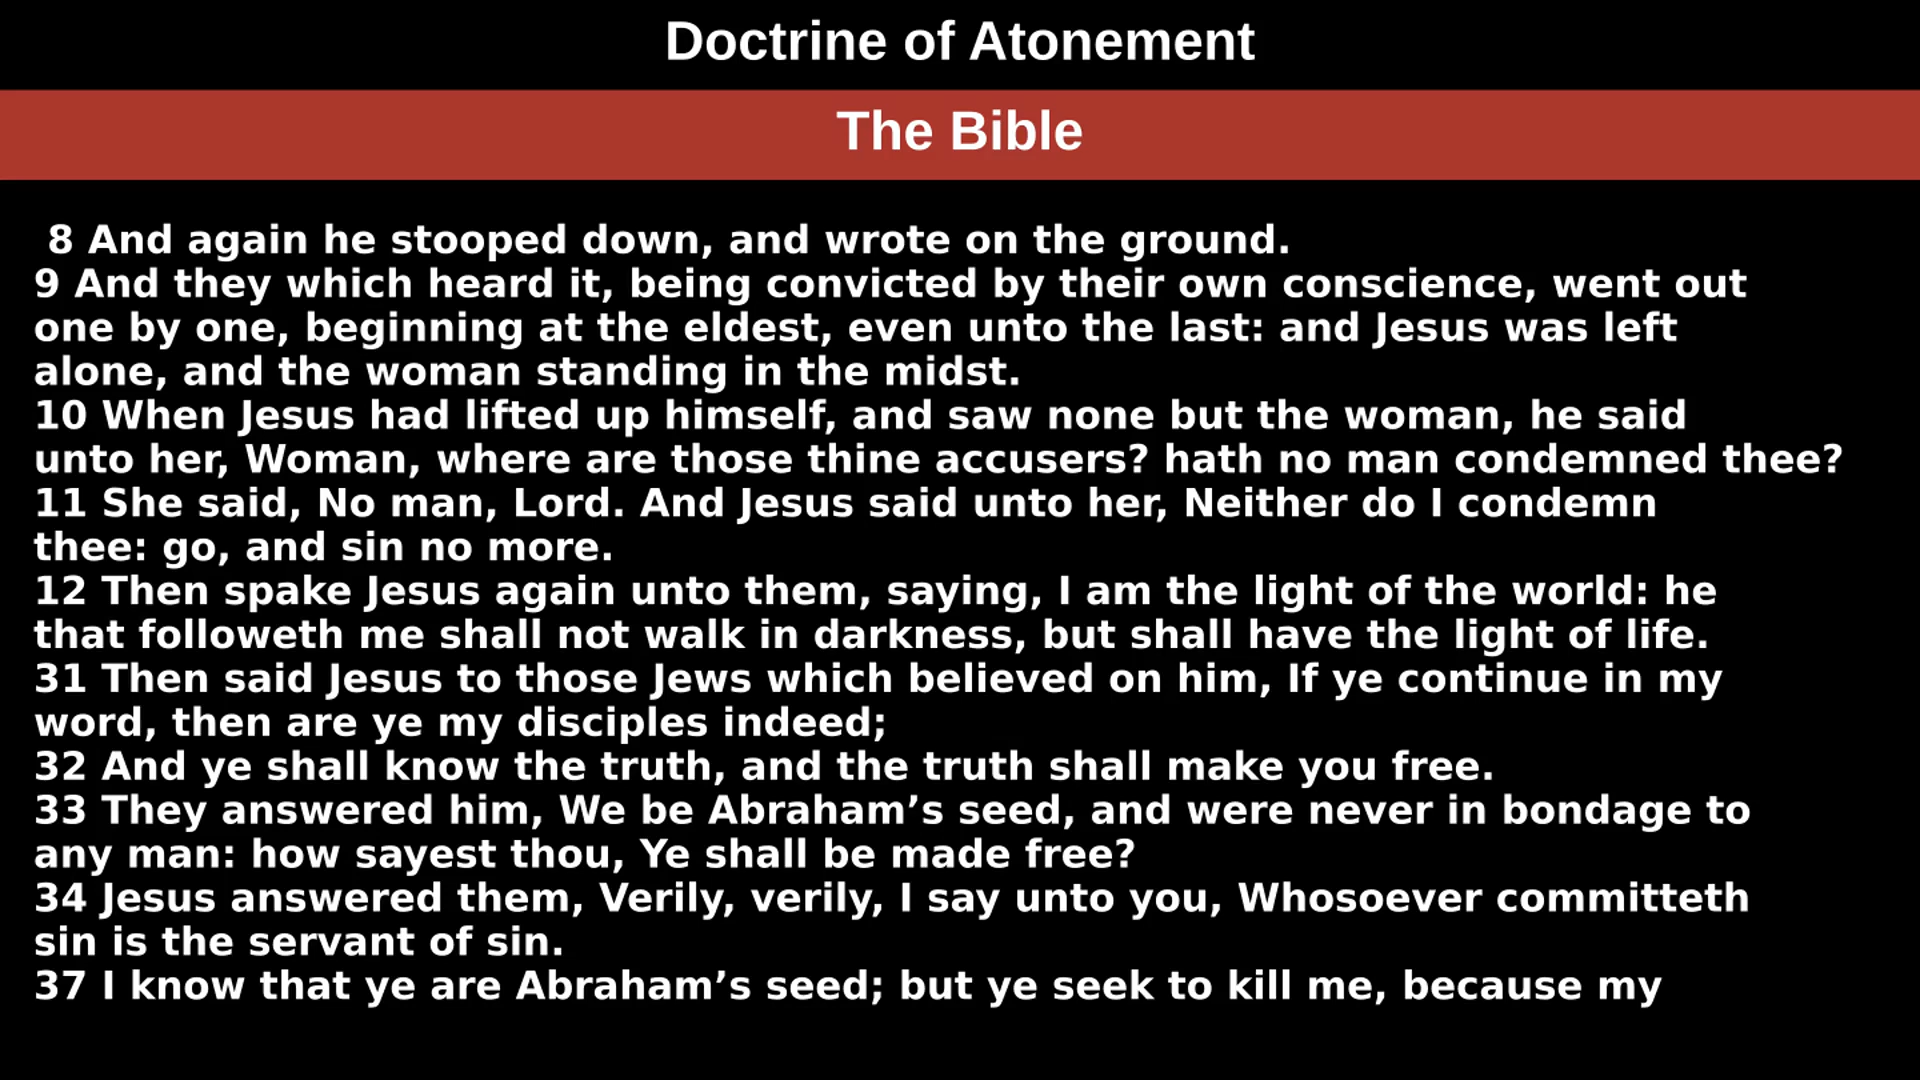 Doctrine of Atonement
The Bible
8 And again he stooped down, and wrote on the ground.
9 And they which heard it, being convicted by their own conscience, went out
one by one, beginning at the eldest, even unto the last: and Jesus was left
alone, and the woman standing in the midst.
10 When Jesus had lifted up himself, and saw none but the woman, he said
unto her, Woman, where are those thine accusers? hath no man condemned thee?
11 She said, No man, Lord. And Jesus said unto her, Neither do I condemn
thee: go, and sin no more.
12 Then spake Jesus again unto them, saying, I am the light of the world: he
that followeth me shall not walk in darkness, but shall have the light of life.
31 Then said Jesus to those Jews which believed on him, If ye continue in my
word, then are ye my disciples indeed;
32 And ye shall know the truth, and the truth shall make you free.
33 They answered him, We be Abraham’s seed, and were never in bondage to
any man: how sayest thou, Ye shall be made free?
34 Jesus answered them, Verily, verily, I say unto you, Whosoever committeth
sin is the servant of sin.
37 I know that ye are Abraham’s seed; but ye seek to kill me, because my